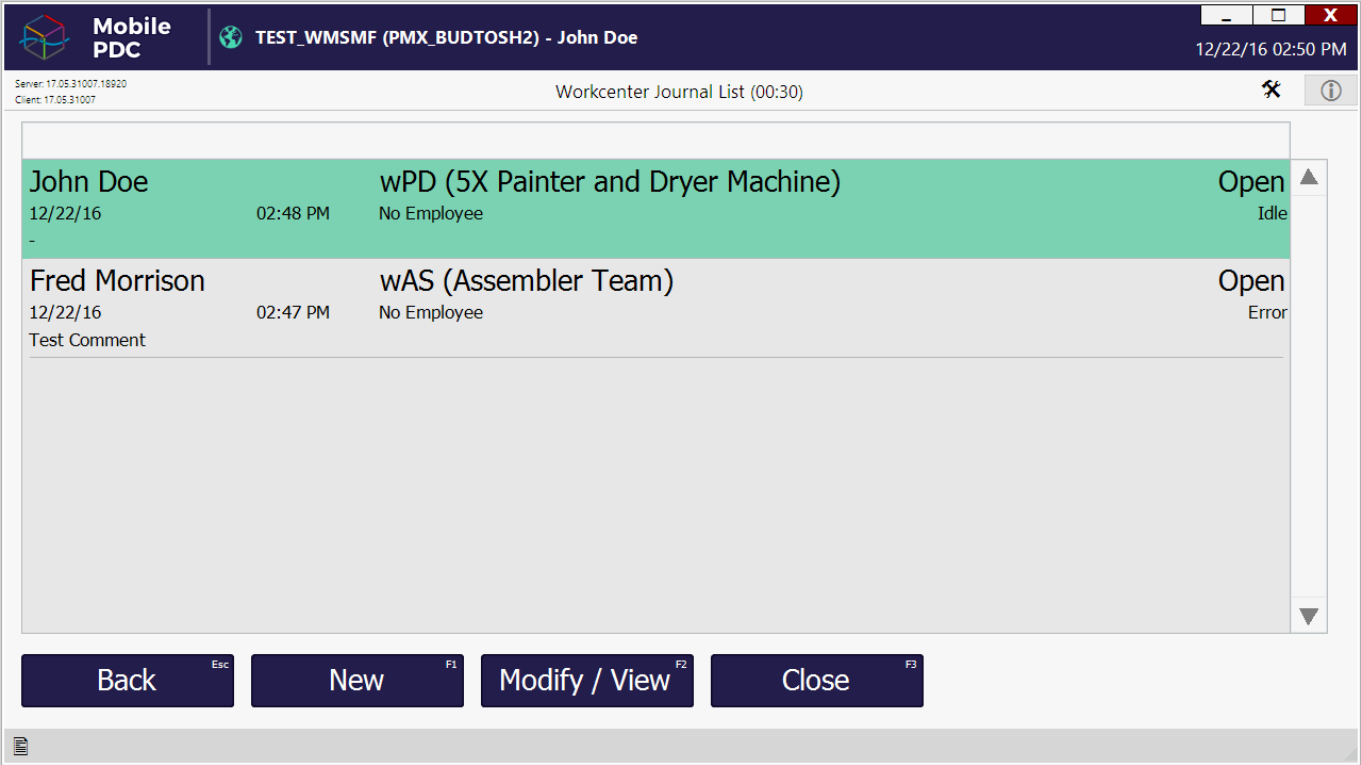 Mobile
PDC
TEST_WMSMF (PMX_BUDTOSH2) - John Doe
X
12/22/16 02:50 PM
Server: 17.05.31007.18920
Client: 17.05.31007
Workcenter Journal List (00:30)
John Doe wPD (5X Painter and Dryer Machine) Open
12/22/16 02:48 PM No Employee Idle
-
Fred Morrison wAS (Assembler Team) Open
12/22/16 02:47 PM No Employee Error
Test Comment
Back Esc New F1 Modify / View F2 Close F3